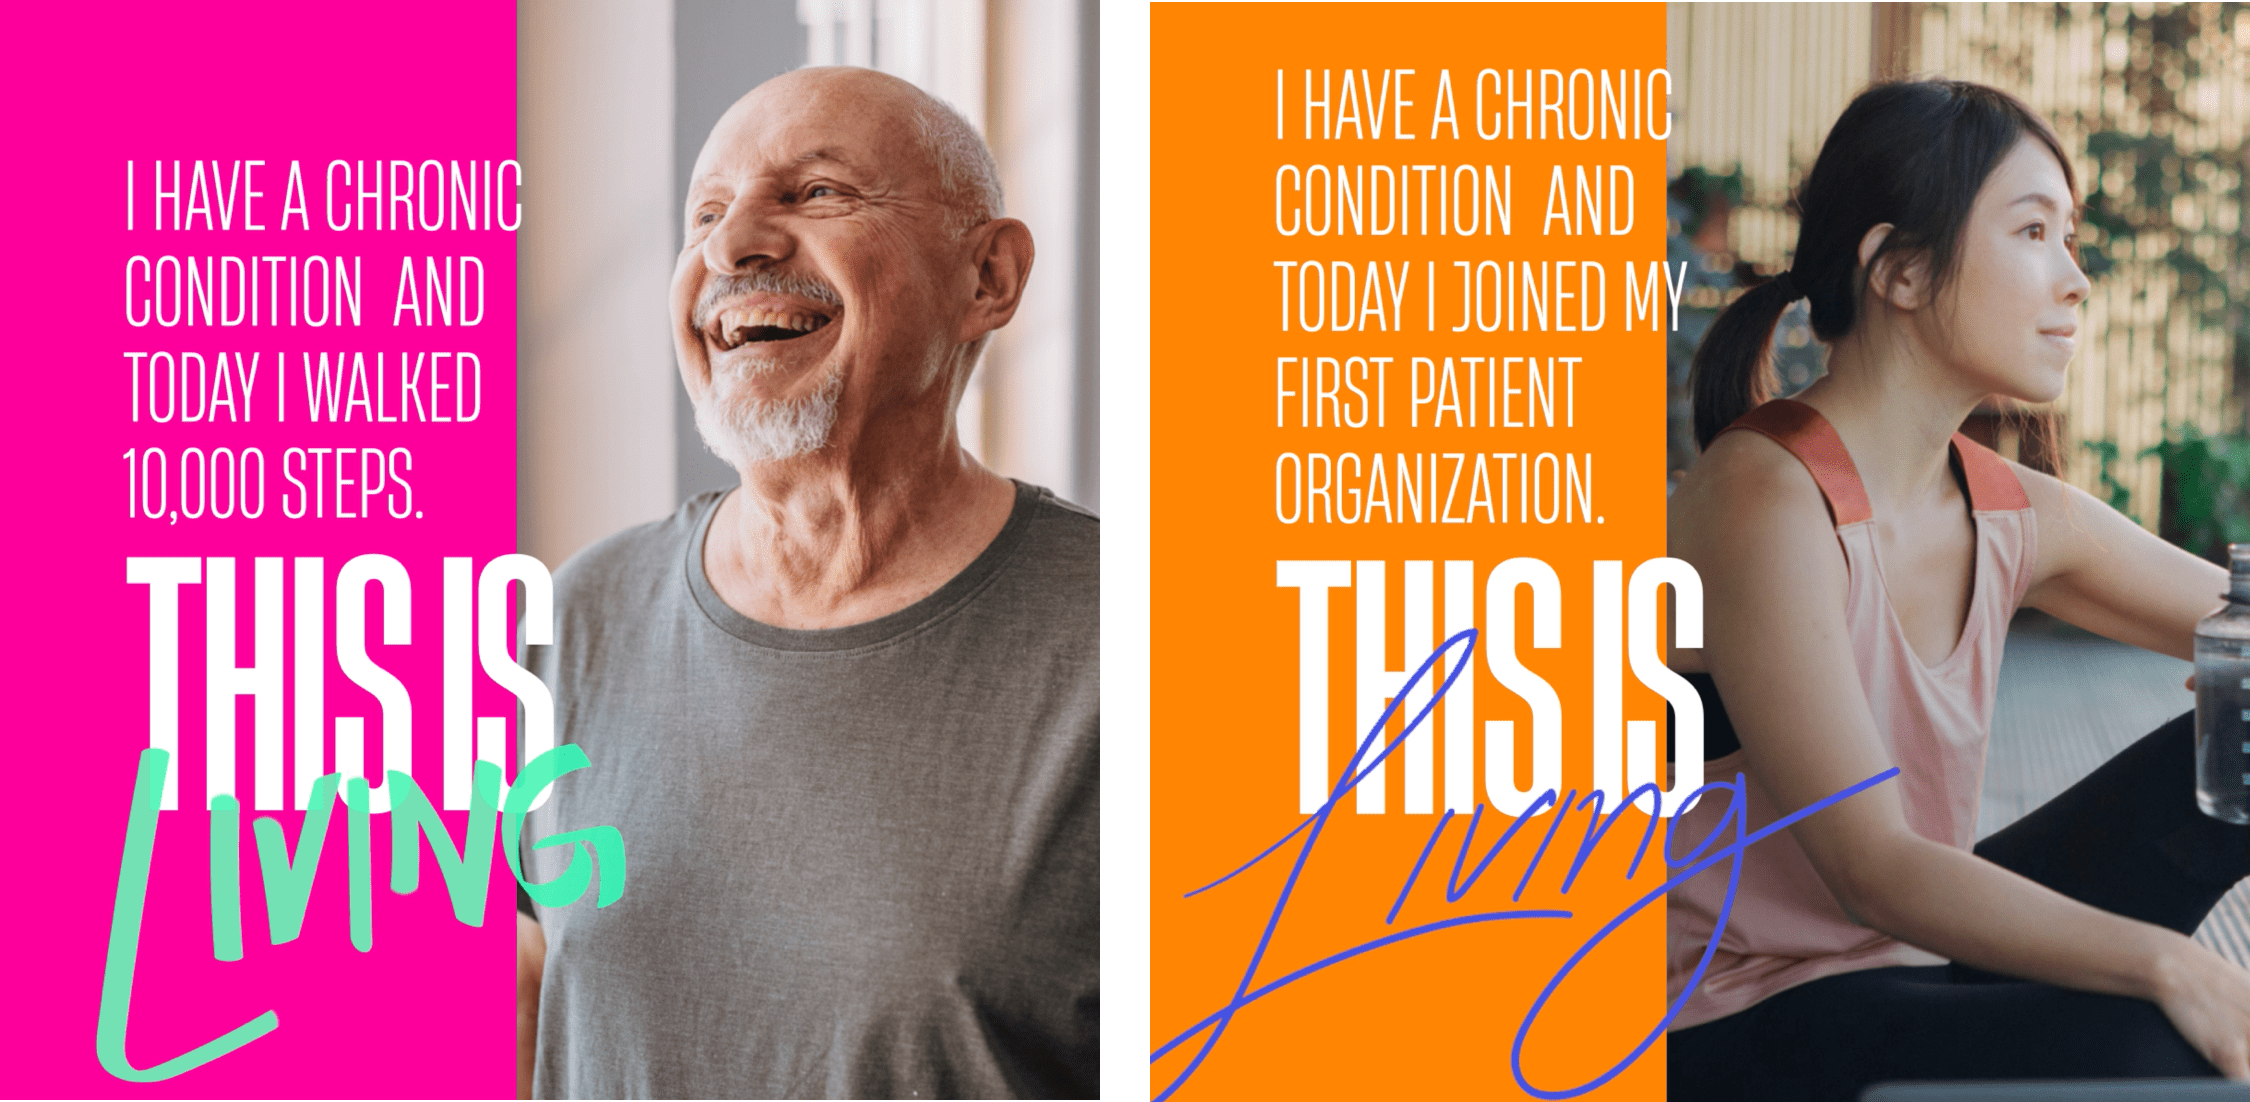 I HAVE A CHRONIC
CONDITION AND
TODAY I WALKED
10,000 STEPS.
THIS IS
LIVING
I HAVE A CHRONIC
CONDITION AND
TODAY I JOINED MY
FIRST PATIENT
ORGANIZATION.
THIS IS
Living